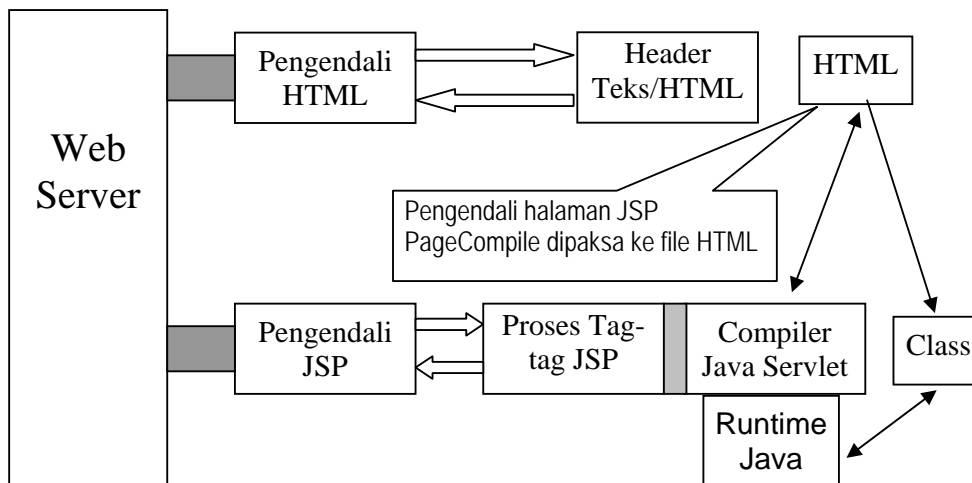 Pengendali
HTML
Header
Teks/HTML
HTML
Web
Server
Pengendali halaman JSP
PageCompile dipaksa ke file HTML
Pengendali
JSP
Proses Tag-
tag JSP
Compiler
Java Servlet
Class
Runtime
Java